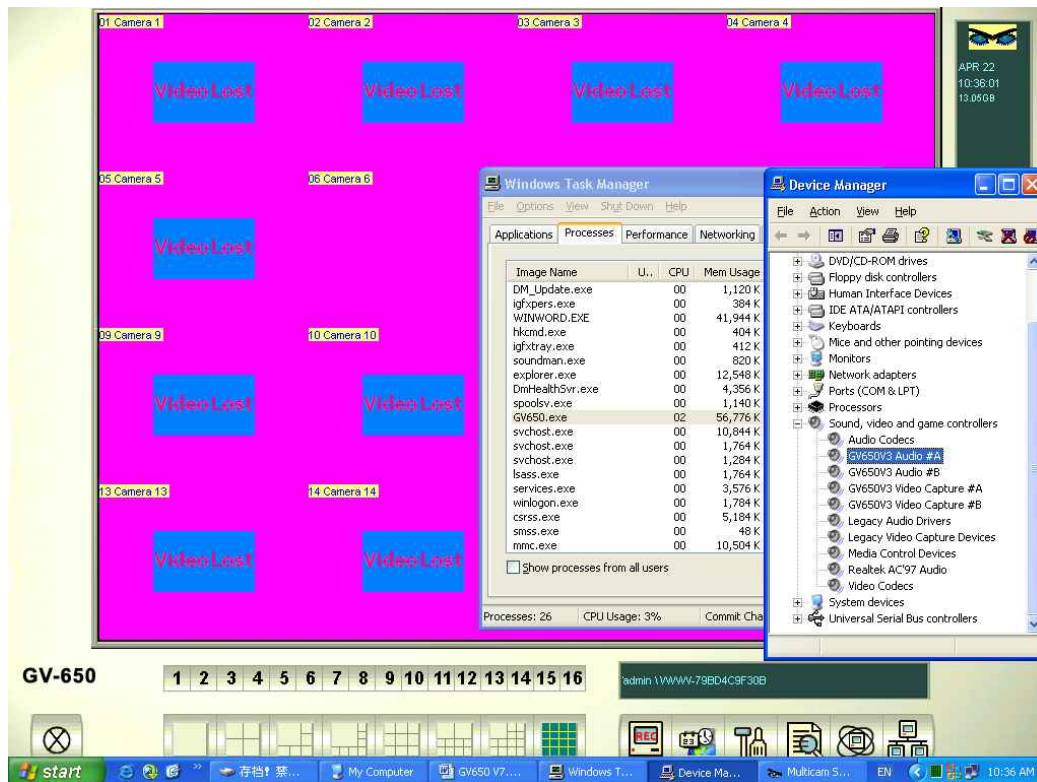 01 Camera 1
02 Camera 2
03 Camera 3
04 Camera 4
Video Lost
Video Lost
Video Lost
Video Lost
APR 22
10:36:01
13.05GB
05 Camera 5
06 Camera 6
Video Lost
09 Camera 9
10 Camera 10
Video Lost
Video Lost
13 Camera 13
14 Camera 14
Video Lost
Video Lost
Windows Task Manager
File Options View Shut Down Help
Applications Processes Performance Networking
Image Name U.. CPU Mem Usage
DM_Update.exe 00 1,120 K
igfxpers.exe 00 384 K
WINWORD.EXE 00 41,944 K
hkcmd.exe 00 404 K
igfxtray.exe 00 412 K
soundman.exe 00 820 K
explorer.exe 00 12,548 K
DmHealthSvr.exe 00 4,356 K
spoolsv.exe 00 1,140 K
GV650.exe 02 56,776 K
svchost.exe 00 10,844 K
svchost.exe 00 1,764 K
svchost.exe 00 1,284 K
lsass.exe 00 1,764 K
services.exe 00 3,576 K
winlogon.exe 00 1,784 K
csrss.exe 00 5,184 K
smss.exe 00 48 K
mmc.exe 00 10,504 K
Show processes from all users
Processes: 26 CPU Usage: 3% Commit Cha
Device Manager
File Action View Help
DVD/CD-ROM drives
Floppy disk controllers
Human Interface Devices
IDE ATA/ATAPI controllers
Keyboards
Mice and other pointing devices
Monitors
Network adapters
Ports (COM & LPT)
Processors
Sound, video and game controllers
Audio Codecs
GV650V3 Audio #A
GV650V3 Audio #B
GV650V3 Video Capture #A
GV650V3 Video Capture #B
Legacy Audio Drivers
Legacy Video Capture Devices
Media Control Devices
Realtek AC'97 Audio
Video Codecs
System devices
Universal Serial Bus controllers
GV-650
1 2 3 4 5 6 7 8 9 10 11 12 13 14 15 16
REC
start
存档! 禁...
My Computer
GV650 V7....
Windows T...
Device Ma...
Multicam S...
EN
10:36 AM